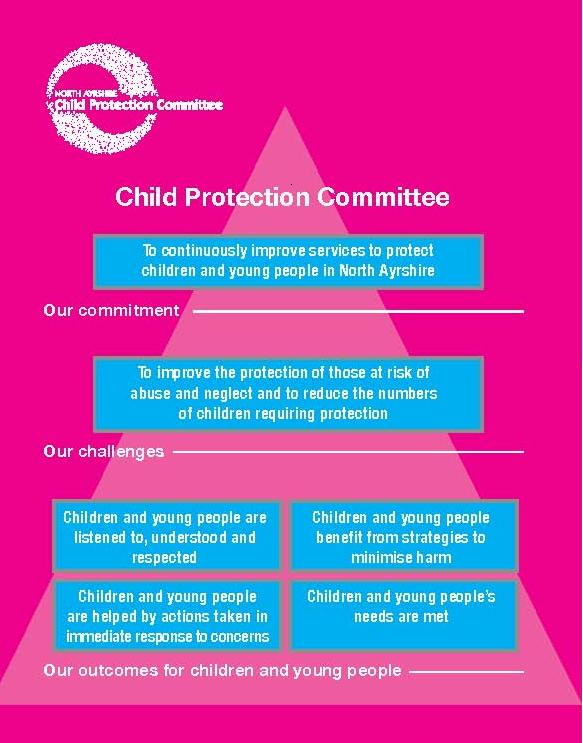 NORTH AYRSHIRE
Child Protection Committee
Child Protection Committee
To continuously improve services to protect
children and young people in North Ayrshire
Our commitment
To improve the protection of those at risk of
abuse and neglect and to reduce the numbers
of children requiring protection
Our challenges
Children and young people are
listened to, understood and
respected
Children and young people
benefit from strategies to
minimise harm
Children and young people
are helped by actions taken in
immediate response to concerns
Children and young people's
needs are met
Our outcomes for children and young people